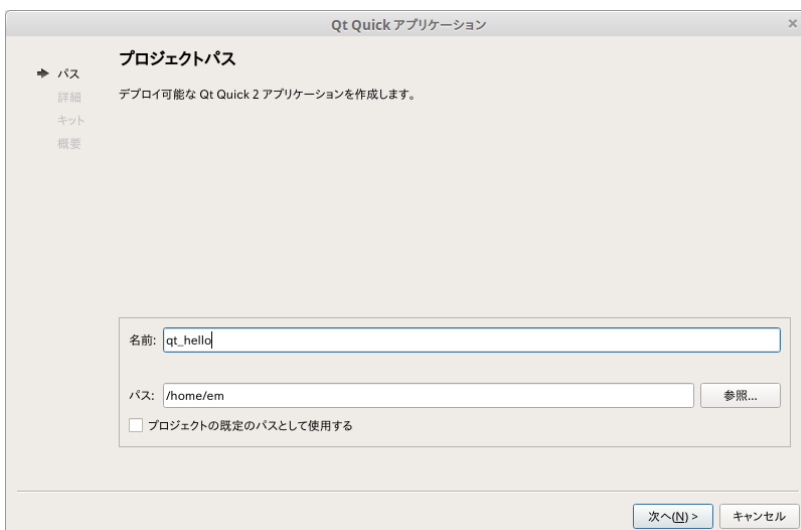 Qt Quick アプリケーション
プロジェクトパス
パス
詳細
キット
概要
デプロイ可能な Qt Quick 2 アプリケーションを作成します。
名前: qt_hello
パス: /home/em 参照...
プロジェクトの既定のパスとして使用する
次へ(N) > キャンセル